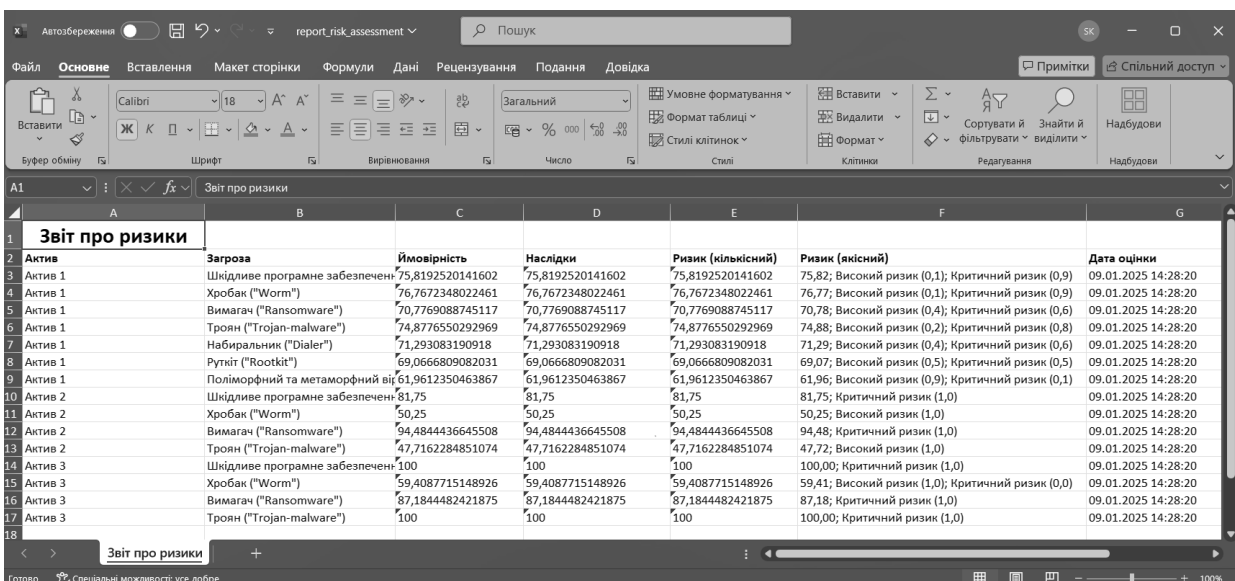 Автозбереження report_risk_assessment Пошук SK
Файл Основне Вставлення Макет сторінки Формули Дані Рецензування Подання Довідка Примітки Спільний доступ
Вставити Calibri 18 Загальний Умовне форматування Вставити Сортувати й фільтрувати Знайти й виділити Надбудови
Ж К П % 000 Формат таблиці Видалити
Стилі клітинок Формат
Буфер обміну Шрифт Вирівнювання Число Стилі Клітинки Редагування Надбудови
A1 fx Звіт про ризики
A B C D E F G
1 Звіт про ризики
2 Актив Загроза Ймовірність Наслідки Ризик (кількісний) Ризик (якісний) Дата оцінки
3 Актив 1 Шкідливе програмне забезпеченн 75,8192520141602 75,8192520141602 75,8192520141602 75,82; Високий ризик (0,1); Критичний ризик (0,9) 09.01.2025 14:28:20
4 Актив 1 Хробак ("Worm") 76,7672348022461 76,7672348022461 76,7672348022461 76,77; Високий ризик (0,1); Критичний ризик (0,9) 09.01.2025 14:28:20
5 Актив 1 Вимагач ("Ransomware") 70,7769088745117 70,7769088745117 70,7769088745117 70,78; Високий ризик (0,4); Критичний ризик (0,6) 09.01.2025 14:28:20
6 Актив 1 Троян ("Trojan-malware") 74,8776550292969 74,8776550292969 74,8776550292969 74,88; Високий ризик (0,2); Критичний ризик (0,8) 09.01.2025 14:28:20
7 Актив 1 Набиральник ("Dialer") 71,293083190918 71,293083190918 71,293083190918 71,29; Високий ризик (0,4); Критичний ризик (0,6) 09.01.2025 14:28:20
8 Актив 1 Руткіт ("Rootkit") 69,0666809082031 69,0666809082031 69,0666809082031 69,07; Високий ризик (0,5); Критичний ризик (0,5) 09.01.2025 14:28:20
9 Актив 1 Поліморфний та метаморфний вір 61,9612350463867 61,9612350463867 61,9612350463867 61,96; Високий ризик (0,9); Критичний ризик (0,1) 09.01.2025 14:28:20
10 Актив 2 Шкідливе програмне забезпеченн 81,75 81,75 81,75 81,75; Критичний ризик (1,0) 09.01.2025 14:28:20
11 Актив 2 Хробак ("Worm") 50,25 50,25 50,25 50,25; Високий ризик (1,0) 09.01.2025 14:28:20
12 Актив 2 Вимагач ("Ransomware") 94,4844436645508 94,4844436645508 94,4844436645508 94,48; Критичний ризик (1,0) 09.01.2025 14:28:20
13 Актив 2 Троян ("Trojan-malware") 47,7162284851074 47,7162284851074 47,7162284851074 47,72; Високий ризик (1,0) 09.01.2025 14:28:20
14 Актив 3 Шкідливе програмне забезпеченн 100 100 100 100,00; Критичний ризик (1,0) 09.01.2025 14:28:20
15 Актив 3 Хробак ("Worm") 59,4087715148926 59,4087715148926 59,4087715148926 59,41; Високий ризик (1,0); Критичний ризик (0,0) 09.01.2025 14:28:20
16 Актив 3 Вимагач ("Ransomware") 87,1844482421875 87,1844482421875 87,1844482421875 87,18; Критичний ризик (1,0) 09.01.2025 14:28:20
17 Актив 3 Троян ("Trojan-malware") 100 100 100 100,00; Критичний ризик (1,0) 09.01.2025 14:28:20
18
Звіт про ризики
Готово Спеціальні можливості: усе добре 100%